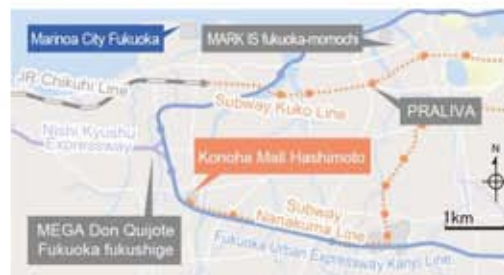 Marinoa City Fukuoka
MARK IS fukuoka-momochi
JR Chikuhi Line
Subway Kuko Line
PRALIVA
Nishi Kyushu
Expressway
Konoha Mall Hashimoto
N
MEGA Don Quijote
Fukuoka fukushige
Subway
Nanakuma Line
1km
Fukuoka Urban Expressway Kanjo Line